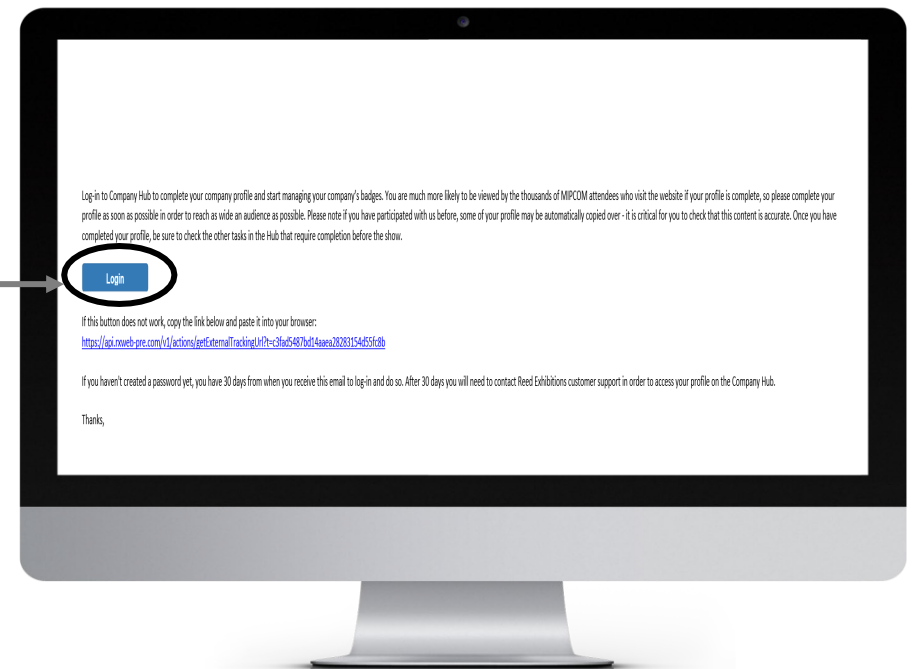 Log-in to Company Hub to complete your company profile and start managing your company's badges. You are much more likely to be viewed by the thousands of MIPCOM attendees who visit the website if your profile is complete, so please complete your
profile as soon as possible in order to reach as wide an audience as possible. Please note if you have participated with us before, some of your profile may be automatically copied over - it is critical for you to check that this content is accurate. Once you have
completed your profile, be sure to check the other tasks in the Hub that require completion before the show.
Login
If this button does not work, copy the link below and paste it into your browser:
https://api.rxweb-pre.com/v1/actions/getExternalTrackingUrl?t=c3fad5487bd14aaea28283154d55fc8b
If you haven't created a password yet, you have 30 days from when you receive this email to log-in and do so. After 30 days you will need to contact Reed Exhibitions customer support in order to access your profile on the Company Hub.
Thanks,